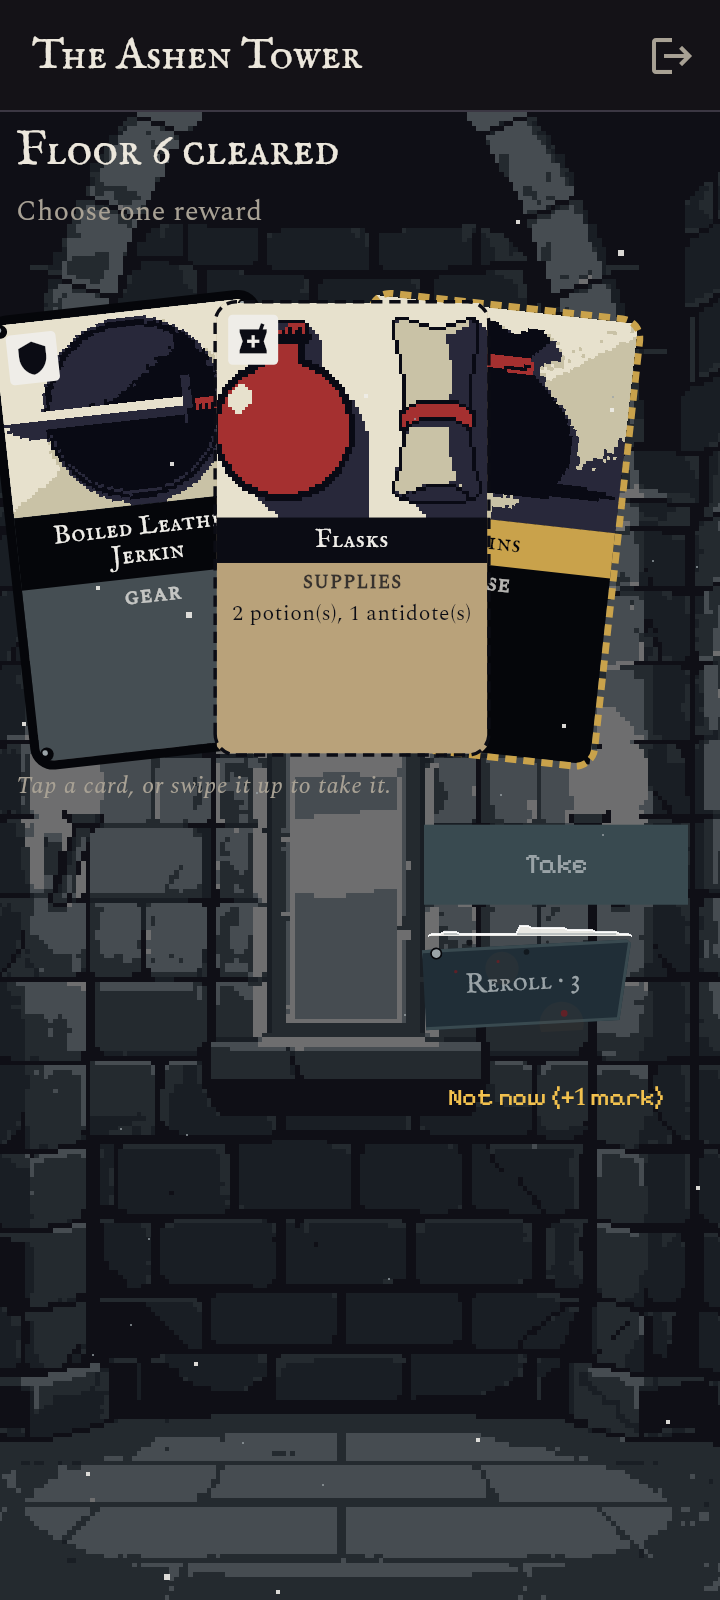 The Ashen Tower
Floor 6 cleared
Choose one reward
Boiled
Jerkin
GEAR
Flasks
SUPPLIES
2 potion(s), 1 antidote(s)
Tap a card, or swipe it up to take it.
Take
Reroll · 3
Not now (+1 mark)